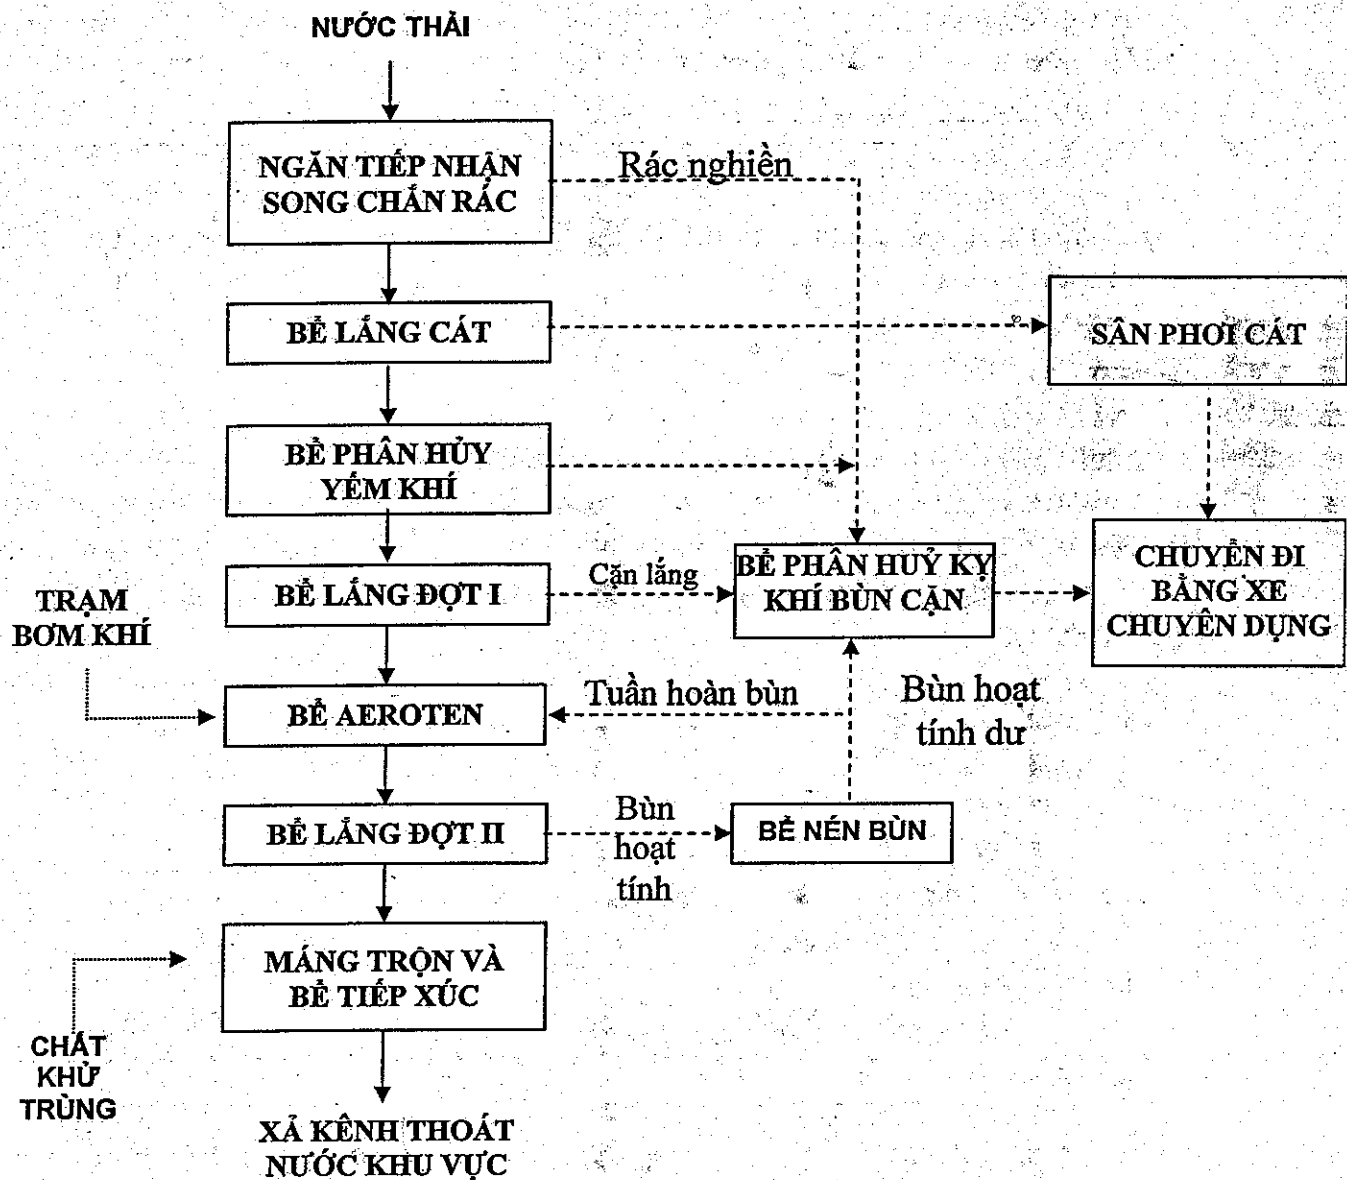 NƯỚC THẢI
NGĂN TIẾP NHẬN
SONG CHẮN RÁC
Rác nghiền
BỂ LẮNG CÁT
SÂN PHƠI CÁT
BỂ PHÂN HỦY
YẾM KHÍ
BỂ LẮNG ĐỢT I
Cặn lắng
BỂ PHÂN HUỶ KỴ
KHÍ BÙN CẶN
CHUYỂN ĐI
BẰNG XE
CHUYÊN DỤNG
TRẠM
BƠM KHÍ
BỂ AEROTEN
Tuần hoàn bùn
Bùn hoạt
tính dư
BỂ LẮNG ĐỢT II
Bùn
hoạt
tính
BỂ NÉN BÙN
MÁNG TRỘN VÀ
BỂ TIẾP XÚC
CHẤT
KHỬ
TRÙNG
XẢ KÊNH THOÁT
NƯỚC KHU VỰC